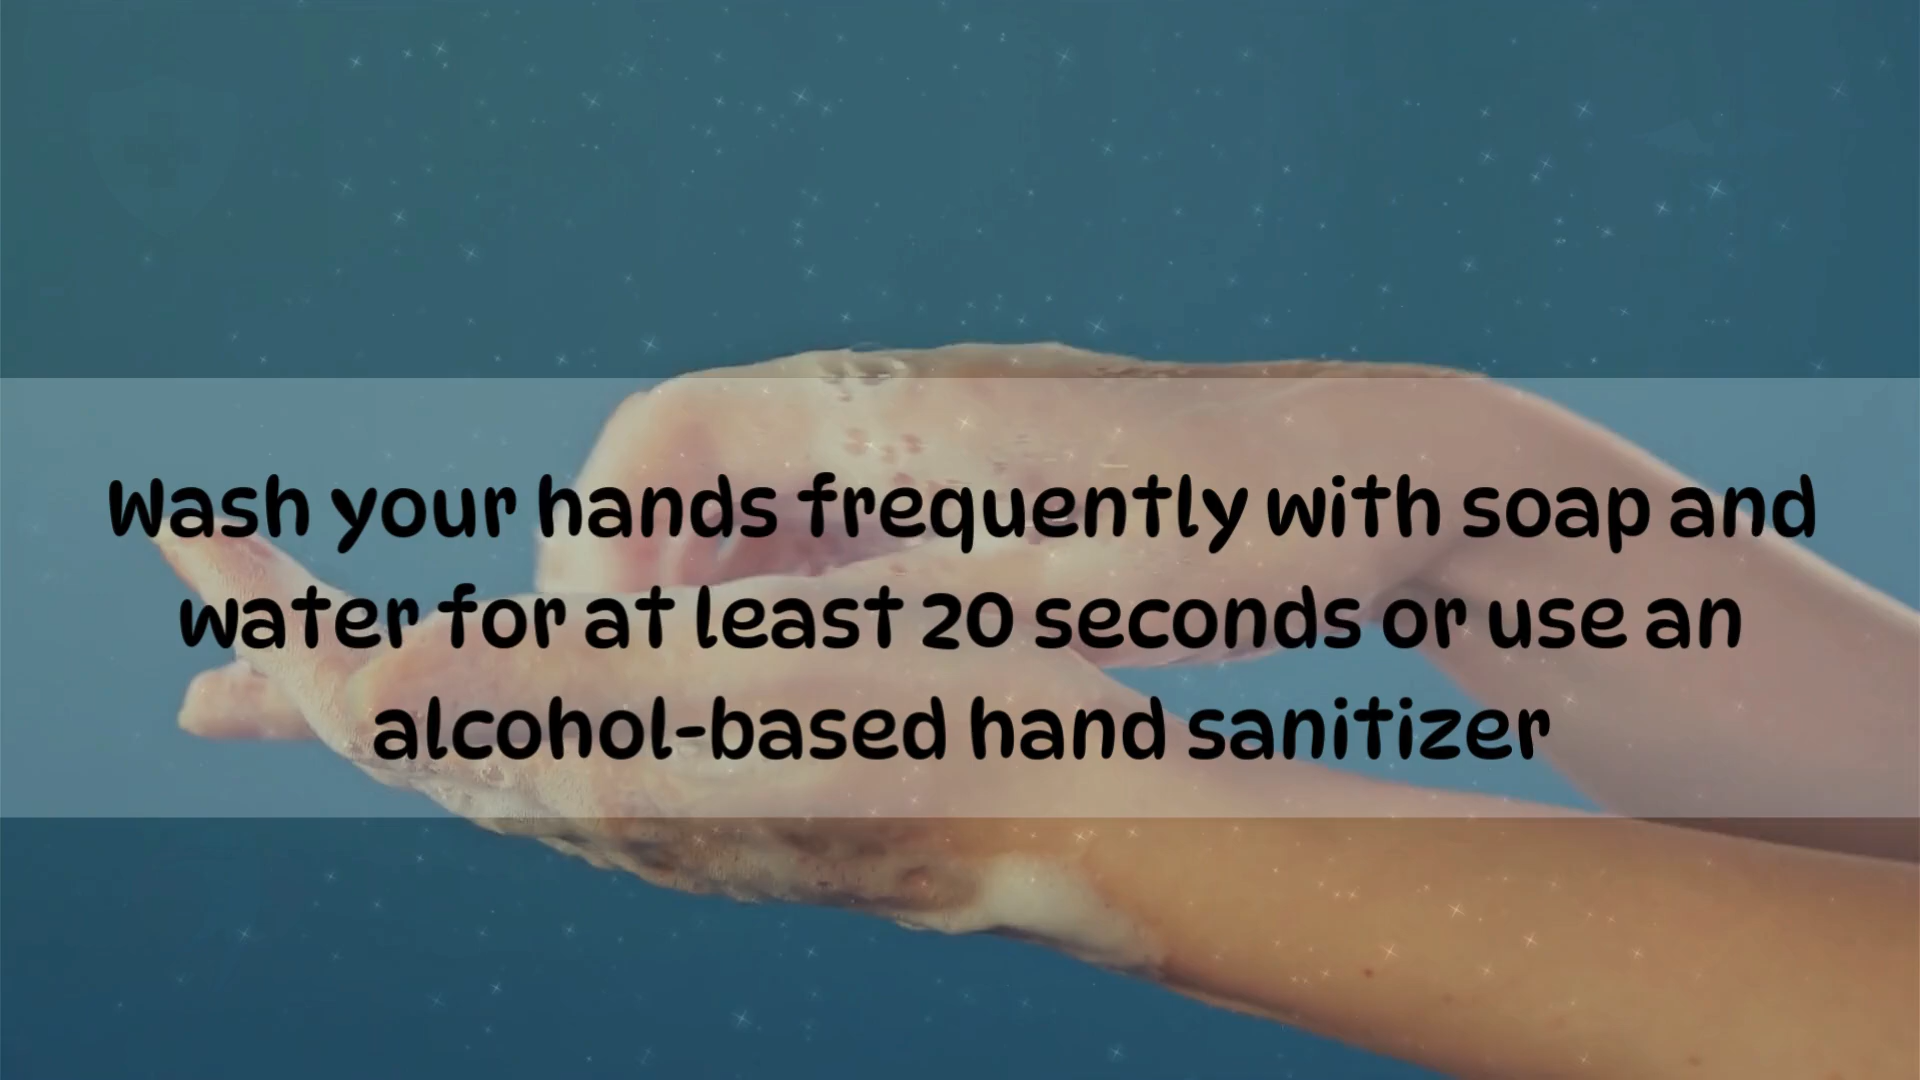 Wash your hands frequently with soap and
water for at least 20 seconds or use an
alcohol-based hand sanitizer